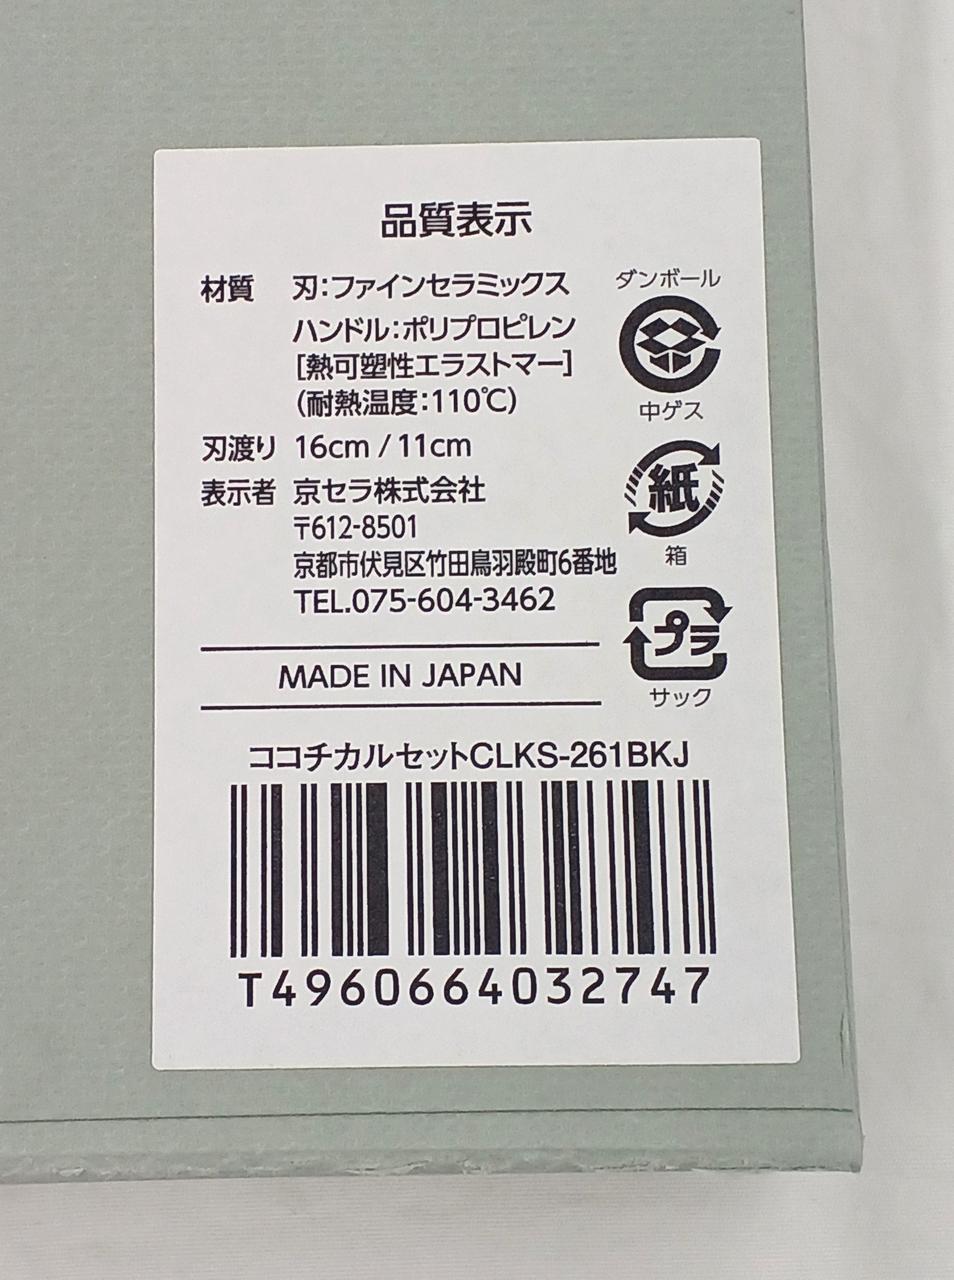 品質表示
材質 刃:ファインセラミックス
ハンドル:ポリプロピレン
[熱可塑性エラストマー]
(耐熱温度:110℃)
刃渡り 16cm / 11cm
表示者 京セラ株式会社
〒612-8501
京都市伏見区竹田鳥羽殿町6番地
TEL.075-604-3462
ダンボール
中ゲス
紙
箱
プラ
サック
MADE IN JAPAN
ココチカルセットCLKS-261BKJ
T4960664032747